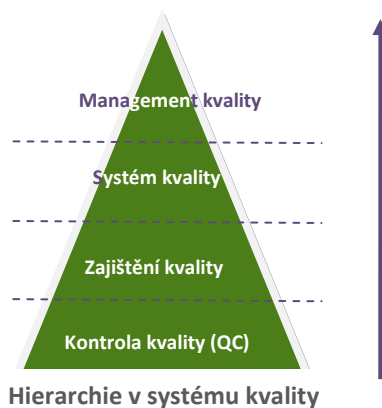 Management kvality
Systém kvality
Zajištění kvality
Kontrola kvality (QC)
Hierarchie v systému kvality